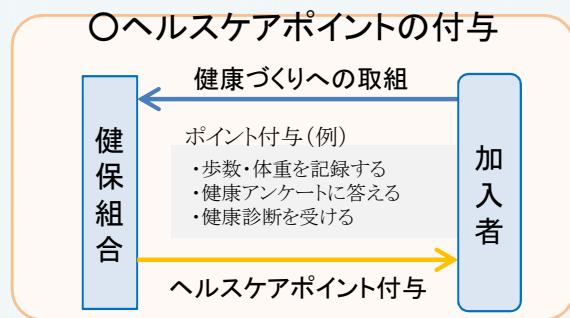 〇ヘルスケアポイントの付与
健康づくりへの取組
健保組合
ポイント付与(例)
・歩数・体重を記録する
・健康アンケートに答える
・健康診断を受ける
加入者
ヘルスケアポイント付与